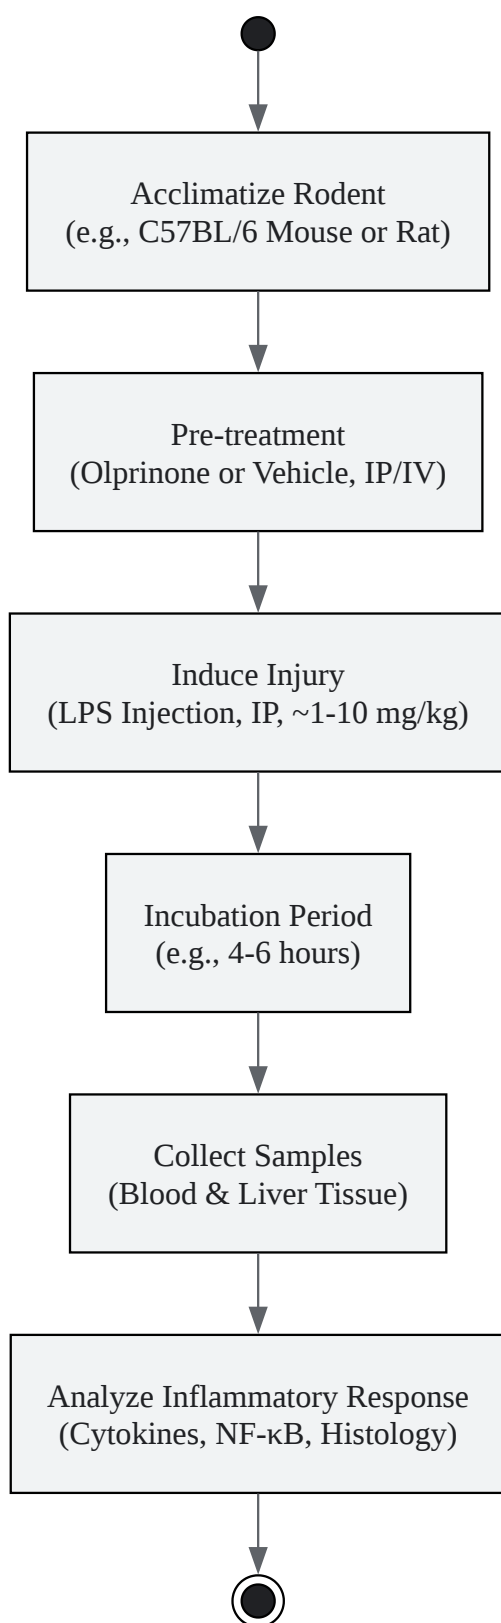 Acclimatize Rodent
(e.g., C57BL/6 Mouse or Rat)
Pre-treatment
(Olprinone or Vehicle, IP/IV)
Induce Injury
(LPS Injection, IP, ~1-10 mg/kg)
Incubation Period
(e.g., 4-6 hours)
Collect Samples
(Blood & Liver Tissue)
Analyze Inflammatory Response
(Cytokines, NF-κB, Histology)